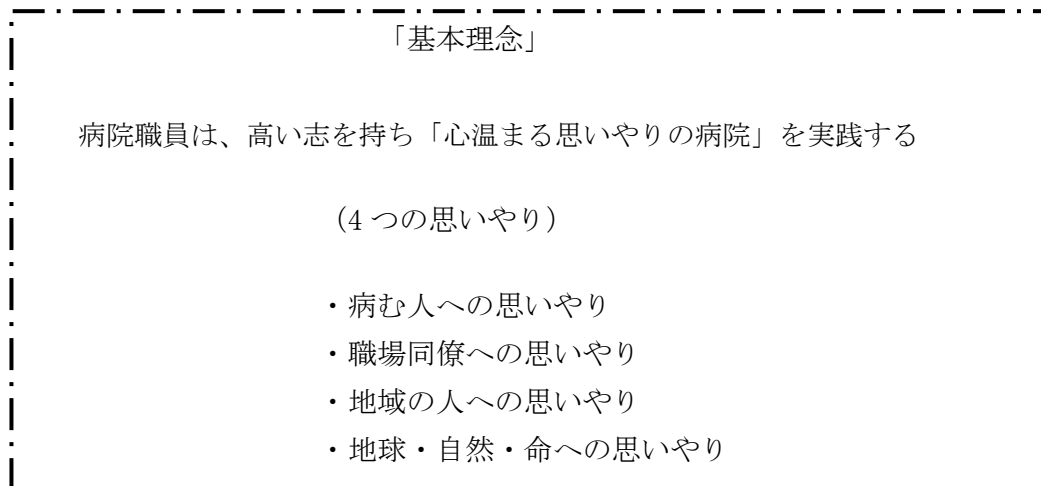 「基本理念」
病院職員は、高い志を持ち「心温まる思いやりの病院」を実践する
（4 つの思いやり）
・病む人への思いやり
・職場同僚への思いやり
・地域の人への思いやり
・地球・自然・命への思いやり